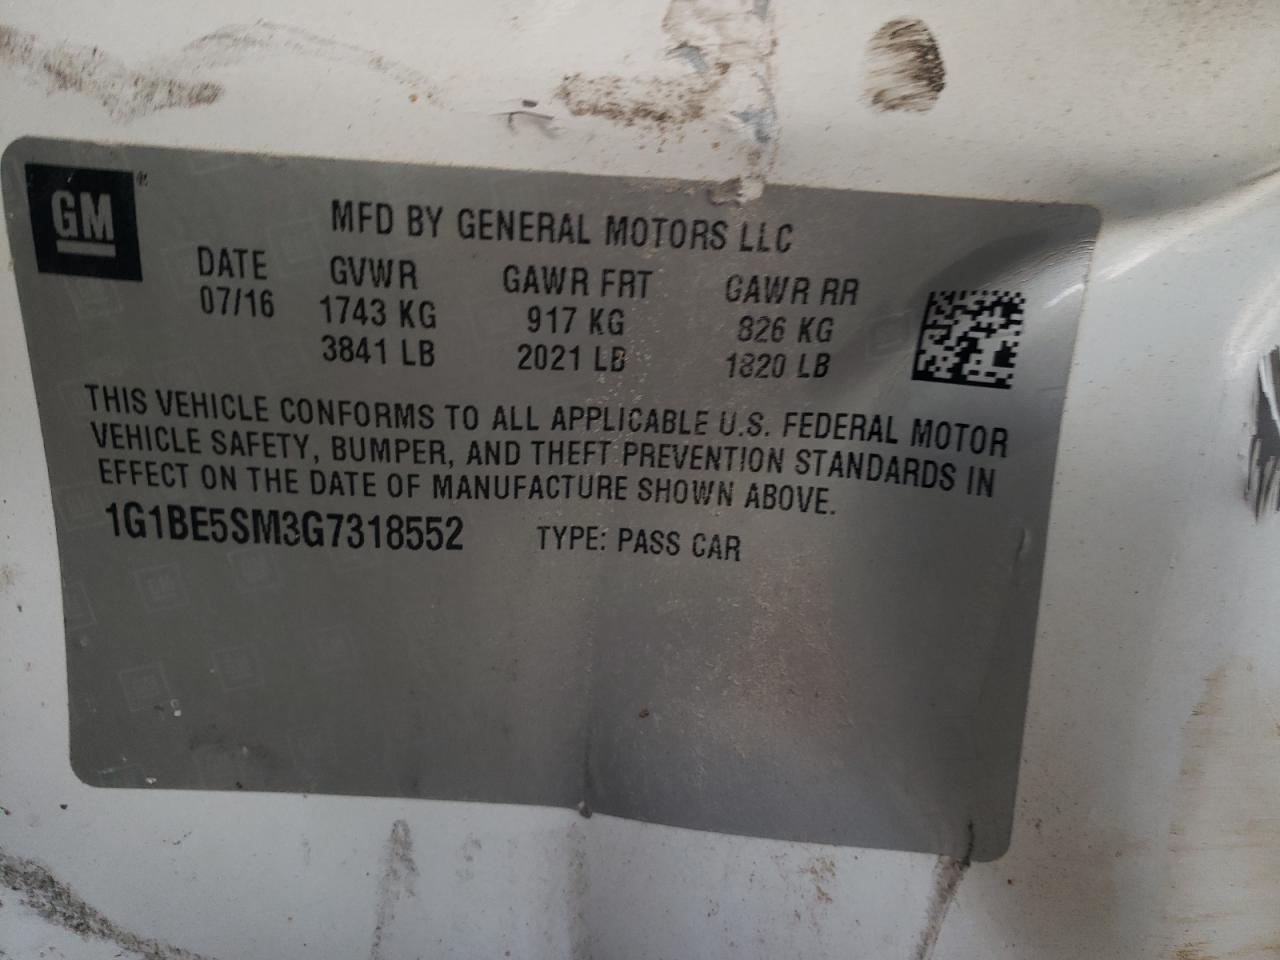 GM®
MFD BY GENERAL MOTORS LLC
DATE GVWR GAWR FRT GAWR RR
07/16 1743 KG 917 KG 826 KG
3841 LB 2021 LB 1820 LB
THIS VEHICLE CONFORMS TO ALL APPLICABLE U.S. FEDERAL MOTOR
VEHICLE SAFETY, BUMPER, AND THEFT PREVENTION STANDARDS IN
EFFECT ON THE DATE OF MANUFACTURE SHOWN ABOVE.
1G1BE5SM3G7318552 TYPE: PASS CAR